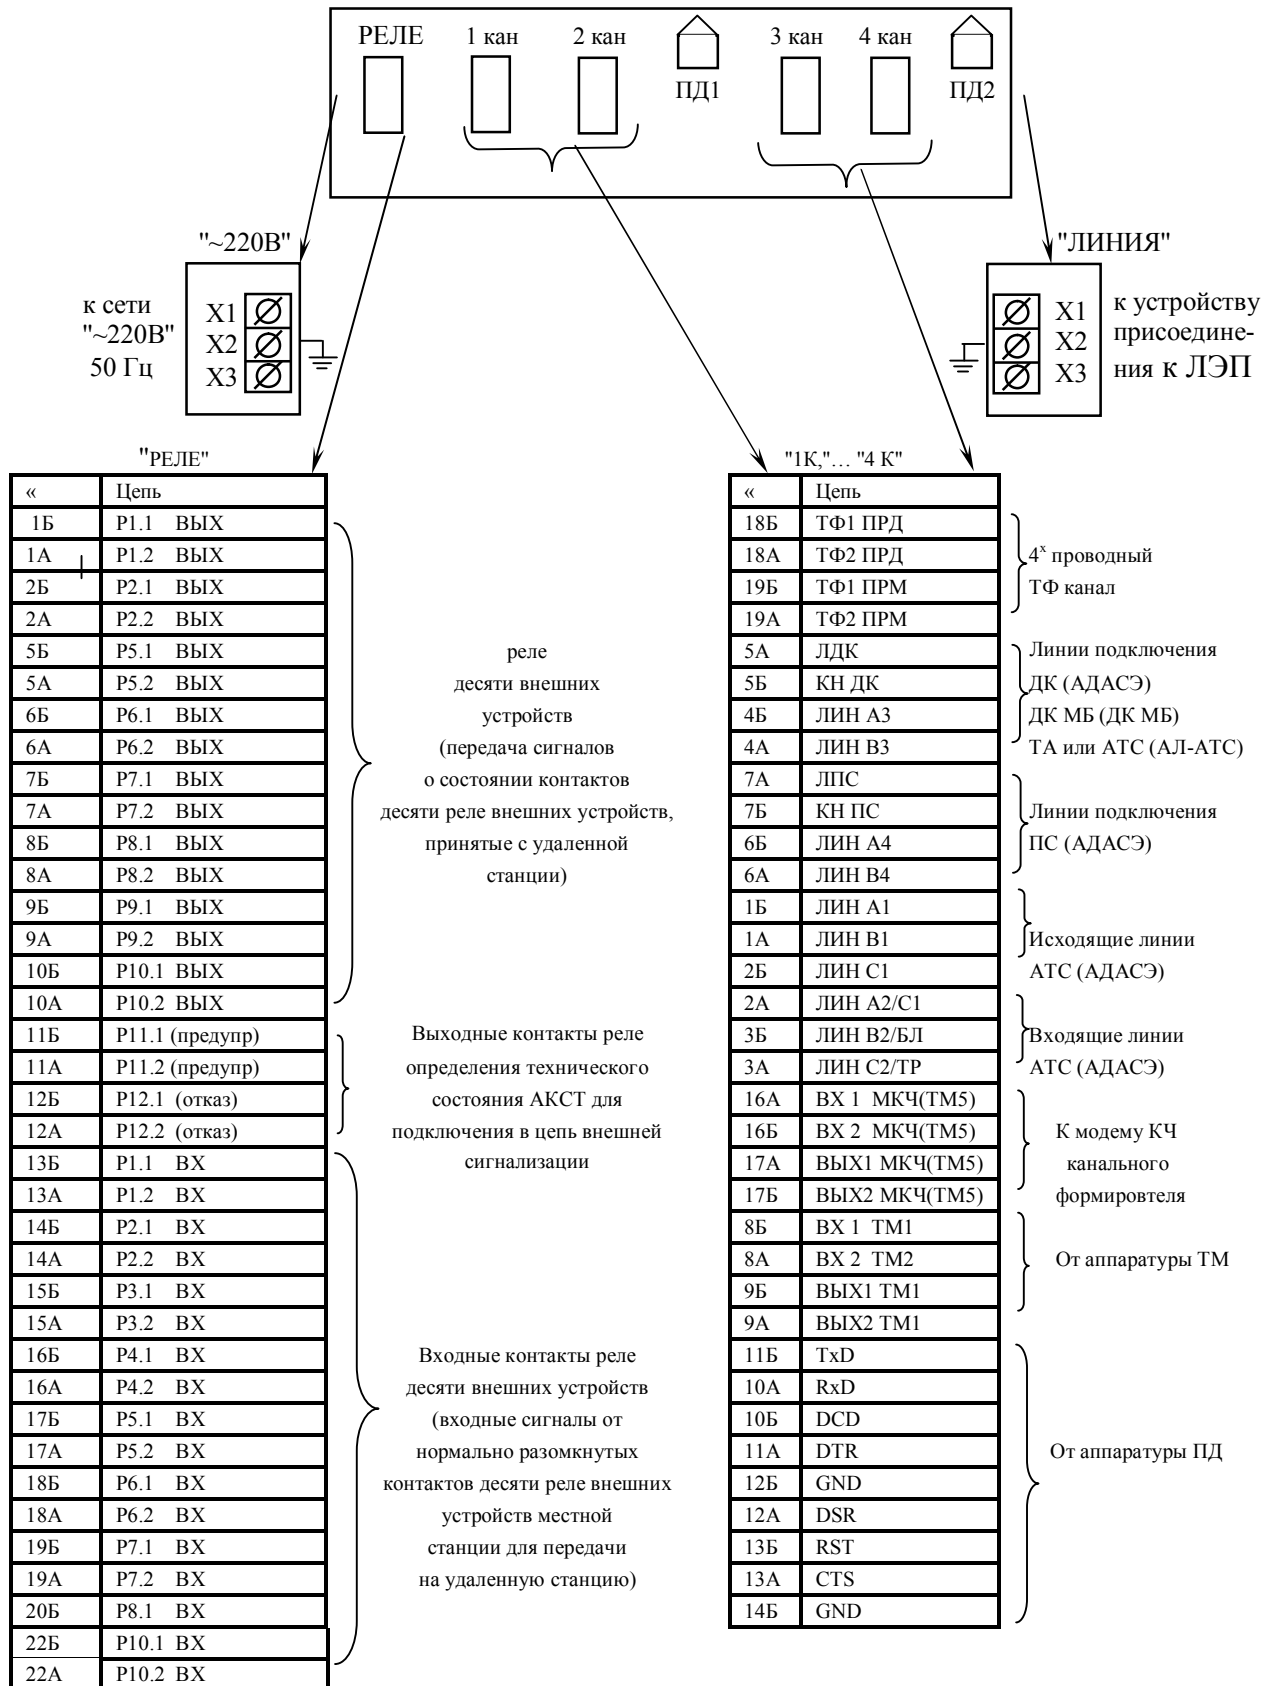 РЕЛЕ 1 кан 2 кан 3 кан 4 кан
ПД1 ПД2
"~220В"
к сети
"~220В"
50 Гц
X1
X2
X3
"ЛИНИЯ"
X1
X2
X3
к устройству
присоедине-
ния к ЛЭП
"РЕЛЕ"
« Цепь
1Б Р1.1 ВЫХ
1А Р1.2 ВЫХ
2Б Р2.1 ВЫХ
2А Р2.2 ВЫХ
5Б Р5.1 ВЫХ
5А Р5.2 ВЫХ
6Б Р6.1 ВЫХ
6А Р6.2 ВЫХ
7Б Р7.1 ВЫХ
7А Р7.2 ВЫХ
8Б Р8.1 ВЫХ
8А Р8.2 ВЫХ
9Б Р9.1 ВЫХ
9А Р9.2 ВЫХ
10Б Р10.1 ВЫХ
10А Р10.2 ВЫХ
11Б Р11.1 (предупр)
11А Р11.2 (предупр)
12Б Р12.1 (отказ)
12А Р12.2 (отказ)
13Б Р1.1 ВХ
13А Р1.2 ВХ
14Б Р2.1 ВХ
14А Р2.2 ВХ
15Б Р3.1 ВХ
15А Р3.2 ВХ
16Б Р4.1 ВХ
16А Р4.2 ВХ
17Б Р5.1 ВХ
17А Р5.2 ВХ
18Б Р6.1 ВХ
18А Р6.2 ВХ
19Б Р7.1 ВХ
19А Р7.2 ВХ
20Б Р8.1 ВХ
22Б Р10.1 ВХ
22А Р10.2 ВХ
реле
десяти внешних
устройств
(передача сигналов
о состоянии контактов
десяти реле внешних устройств,
принятые с удаленной
станции)
Выходные контакты реле
определения технического
состояния АКСТ для
подключения в цепь внешней
сигнализации
Входные контакты реле
десяти внешних устройств
(входные сигналы от
нормально разомкнутых
контактов десяти реле внешних
устройств местной
станции для передачи
на удаленную станцию)
"1К,"... "4 К"
« Цепь
18Б ТФ1 ПРД
18А ТФ2 ПРД
19Б ТФ1 ПРМ
19А ТФ2 ПРМ
5А ЛДК
5Б КН ДК
4Б ЛИН А3
4А ЛИН В3
7А ЛПС
7Б КН ПС
6Б ЛИН А4
6А ЛИН В4
1Б ЛИН А1
1А ЛИН В1
2Б ЛИН С1
2А ЛИН А2/С1
3Б ЛИН В2/БЛ
3А ЛИН С2/ТР
16А ВХ 1 МКЧ(ТМ5)
16Б ВХ 2 МКЧ(ТМ5)
17А ВЫХ1 МКЧ(ТМ5)
17Б ВЫХ2 МКЧ(ТМ5)
8Б ВХ 1 ТМ1
8А ВХ 2 ТМ2
9Б ВЫХ1 ТМ1
9А ВЫХ2 ТМ1
11Б TxD
10А RxD
10Б DCD
11А DTR
12Б GND
12А DSR
13Б RST
13А CTS
14Б GND
4х проводный
ТФ канал
Линии подключения
ДК (АДАСЭ)
ДК МБ (ДК МБ)
ТА или АТС (АЛ-АТС)
Линии подключения
ПС (АДАСЭ)
Исходящие линии
АТС (АДАСЭ)
Входящие линии
АТС (АДАСЭ)
К модему КЧ
канального
формировтеля
От аппаратуры ТМ
От аппаратуры ПД